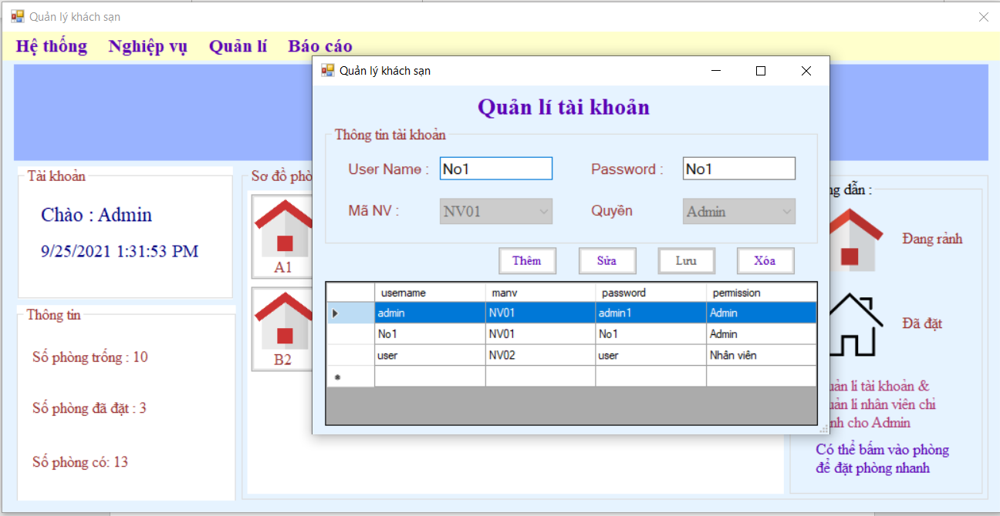 Quản lý khách sạn
Hệ thống Nghiệp vụ Quản lí Báo cáo
Tài khoản
Chào : Admin
9/25/2021 1:31:53 PM
Thông tin
Số phòng trống : 10
Số phòng đã đặt : 3
Số phòng có: 13
Sơ đồ
A1
B2
Quản lý khách sạn
Quản lí tài khoản
Thông tin tài khoản
User Name : No1 Password : No1
Mã NV : NV01 Quyền Admin
Thêm Sửa Lưu Xóa
username manv password permission
admin NV01 admin1 Admin
No1 NV01 No1 Admin
user NV02 user Nhân viên
dẫn :
Đang rảnh
Đã đặt
lí tài khoản &
lí nhân viên chỉ
cho Admin
Có thể bấm vào phòng
để đặt phòng nhanh